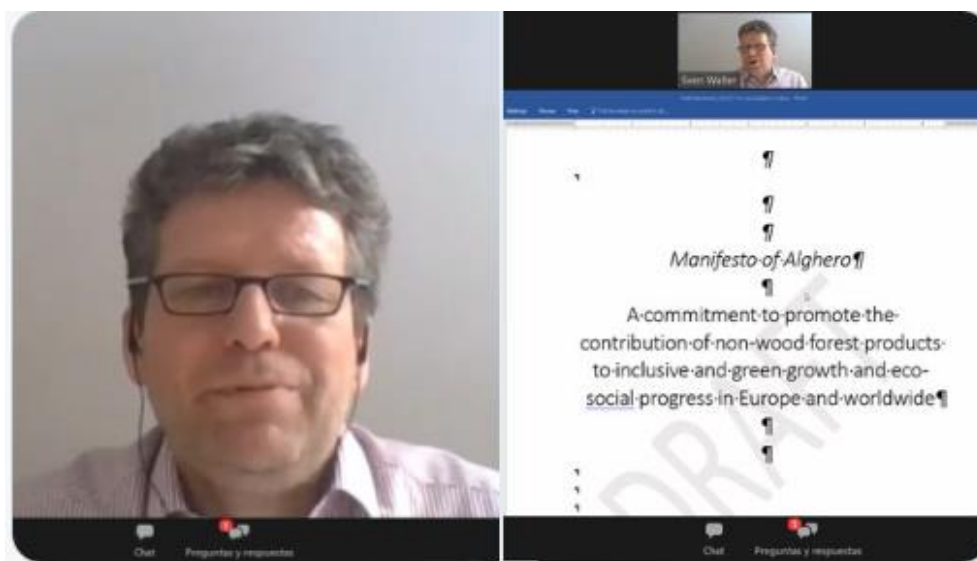 Chat
Preguntas y respuestas
Sven Walter
Manifesto of Alghero¶
A commitment to promote the
contribution of non-wood forest products
to inclusive and green growth and eco-
social progress in Europe and worldwide¶
DRAFT
Chat
Preguntas y respuestas